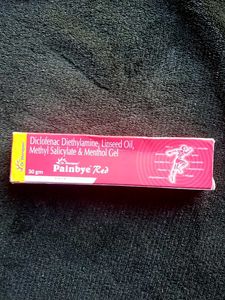 Diclofenac Diethylamine, Linseed Oil,
Methyl Salicylate & Menthol Gel
Painbye Red
30 gm